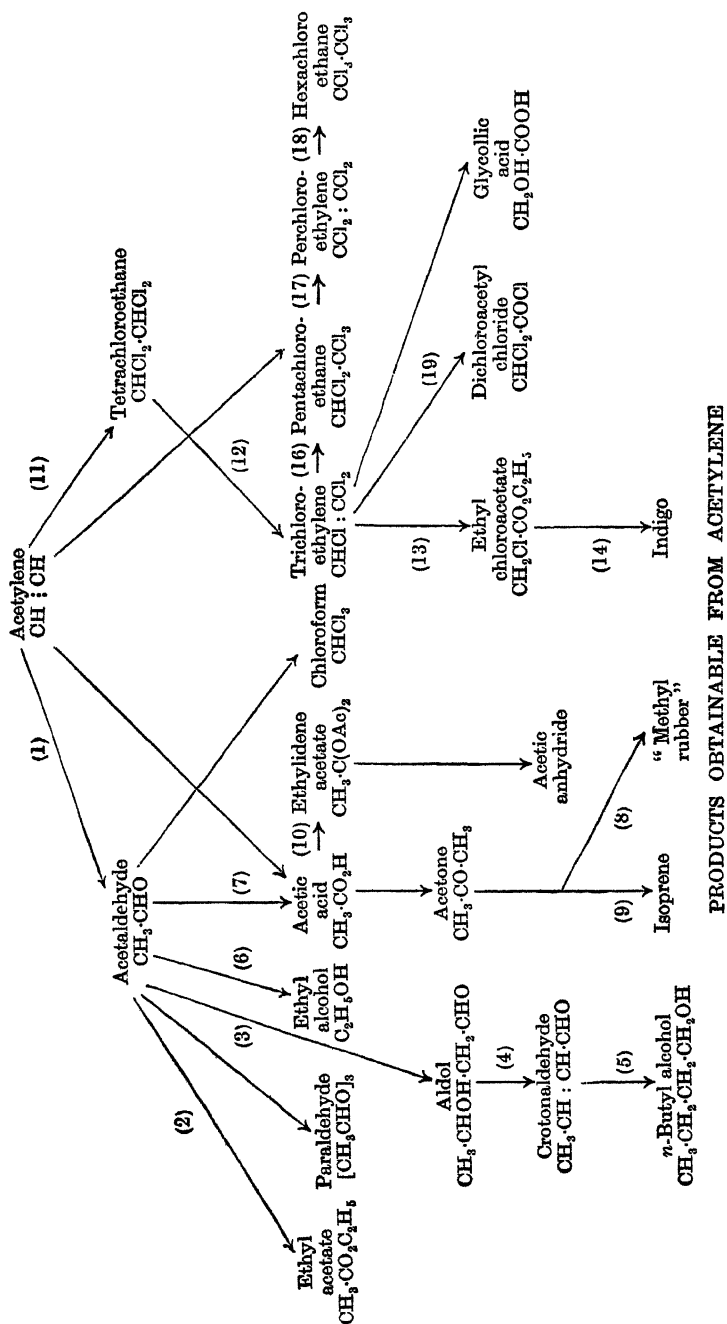 Acetylene
CH ⋮ CH
(1)
(11)
Acetaldehyde
CH₃·CHO
Tetrachloroethane
CHCl₂·CHCl₂
(2)
(3)
(6)
(7)
(12)
Ethyl
acetate
CH₃·CO₂C₂H₅
Paraldehyde
[CH₃CHO]₃
Ethyl
alcohol
C₂H₅OH
Acetic
acid
CH₃·CO₂H
(10)
Ethylidene
acetate
CH₃·C(OAc)₂
Chloroform
CHCl₃
Trichloro-
ethylene
CHCl : CCl₂
(16)
Pentachloro-
ethane
CHCl₂·CCl₃
(17)
Perchloro-
ethylene
CCl₂ : CCl₂
(18)
Hexachloro
ethane
CCl₃·CCl₃
(13)
(19)
Aldol
CH₃·CHOH·CH₂·CHO
Acetone
CH₃·CO·CH₃
Acetic
anhydride
Ethyl
chloroacetate
CH₂Cl·CO₂C₂H₅
Dichloroacetyl
chloride
CHCl₂·COCl
Glycollic
acid
CH₂OH·COOH
(4)
Crotonaldehyde
CH₃·CH : CH·CHO
(5)
(9)
(8)
(14)
n-Butyl alcohol
CH₃·CH₂·CH₂·CH₂OH
Isoprene
“Methyl
rubber”
Indigo
PRODUCTS OBTAINABLE FROM ACETYLENE